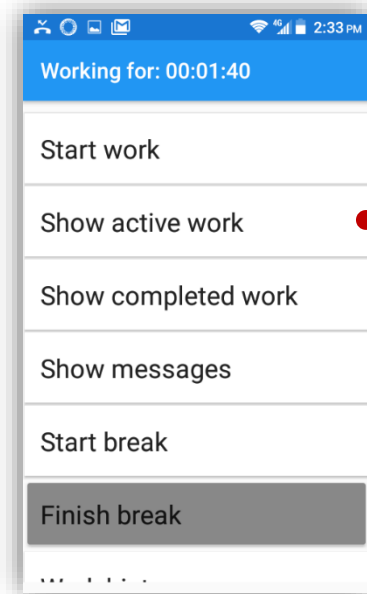 4G 2:33 PM
Working for: 00:01:40
Start work
Show active work
Show completed work
Show messages
Start break
Finish break